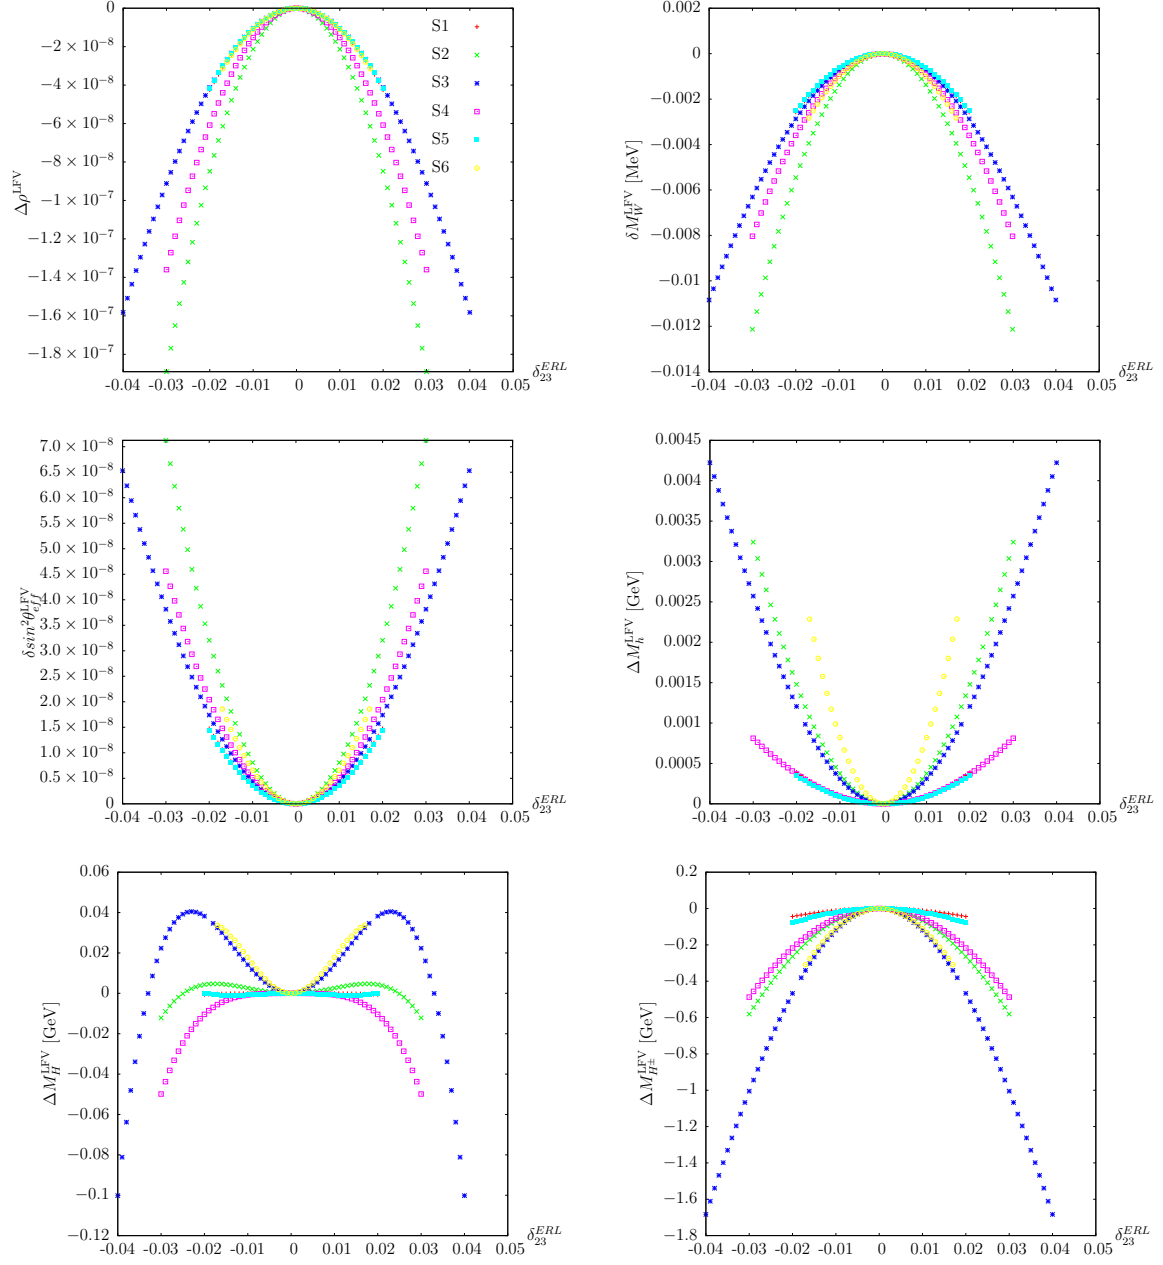 0
−2 × 10⁻⁸
−4 × 10⁻⁸
−6 × 10⁻⁸
−8 × 10⁻⁸
−1 × 10⁻⁷
−1.2 × 10⁻⁷
−1.4 × 10⁻⁷
−1.6 × 10⁻⁷
−1.8 × 10⁻⁷
Δρ^LFV
S1
S2
S3
S4
S5
S6
-0.04 -0.03 -0.02 -0.01 0 0.01 0.02 0.03 0.04 0.05
δ₂₃^ERL
0.002
0
−0.002
−0.004
−0.006
−0.008
−0.01
−0.012
−0.014
δM_W^LFV [MeV]
-0.04 -0.03 -0.02 -0.01 0 0.01 0.02 0.03 0.04 0.05
δ₂₃^ERL
7.0 × 10⁻⁸
6.5 × 10⁻⁸
6.0 × 10⁻⁸
5.5 × 10⁻⁸
5.0 × 10⁻⁸
4.5 × 10⁻⁸
4.0 × 10⁻⁸
3.5 × 10⁻⁸
3.0 × 10⁻⁸
2.5 × 10⁻⁸
2.0 × 10⁻⁸
1.5 × 10⁻⁸
1.0 × 10⁻⁸
0.5 × 10⁻⁸
0
δsin²θ_eff^LFV
-0.04 -0.03 -0.02 -0.01 0 0.01 0.02 0.03 0.04 0.05
δ₂₃^ERL
0.0045
0.004
0.0035
0.003
0.0025
0.002
0.0015
0.001
0.0005
0
ΔM_h^LFV [GeV]
-0.04 -0.03 -0.02 -0.01 0 0.01 0.02 0.03 0.04 0.05
δ₂₃^ERL
0.06
0.04
0.02
0
−0.02
−0.04
−0.06
−0.08
−0.1
−0.12
ΔM_H^LFV [GeV]
-0.04 -0.03 -0.02 -0.01 0 0.01 0.02 0.03 0.04 0.05
δ₂₃^ERL
0.2
0
−0.2
−0.4
−0.6
−0.8
−1
−1.2
−1.4
−1.6
−1.8
ΔM_H±^LFV [GeV]
-0.04 -0.03 -0.02 -0.01 0 0.01 0.02 0.03 0.04 0.05
δ₂₃^ERL